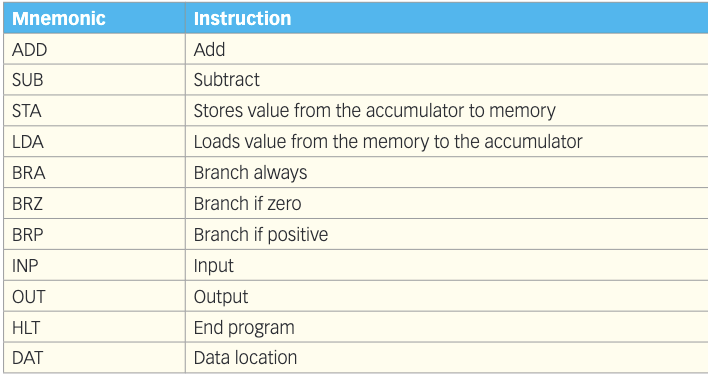 Mnemonic Instruction
ADD Add
SUB Subtract
STA Stores value from the accumulator to memory
LDA Loads value from the memory to the accumulator
BRA Branch always
BRZ Branch if zero
BRP Branch if positive
INP Input
OUT Output
HLT End program
DAT Data location